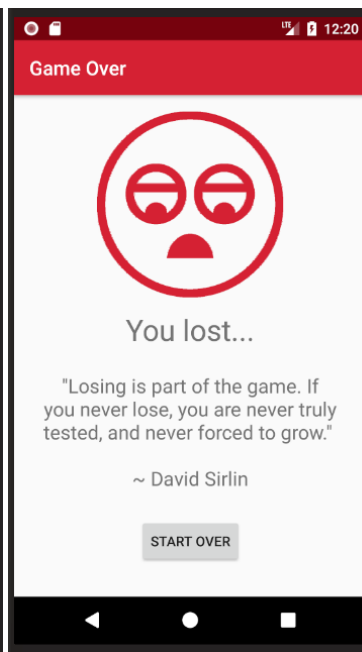 LTE 12:20
Game Over
You lost...
"Losing is part of the game. If
you never lose, you are never truly
tested, and never forced to grow."
~ David Sirlin
START OVER